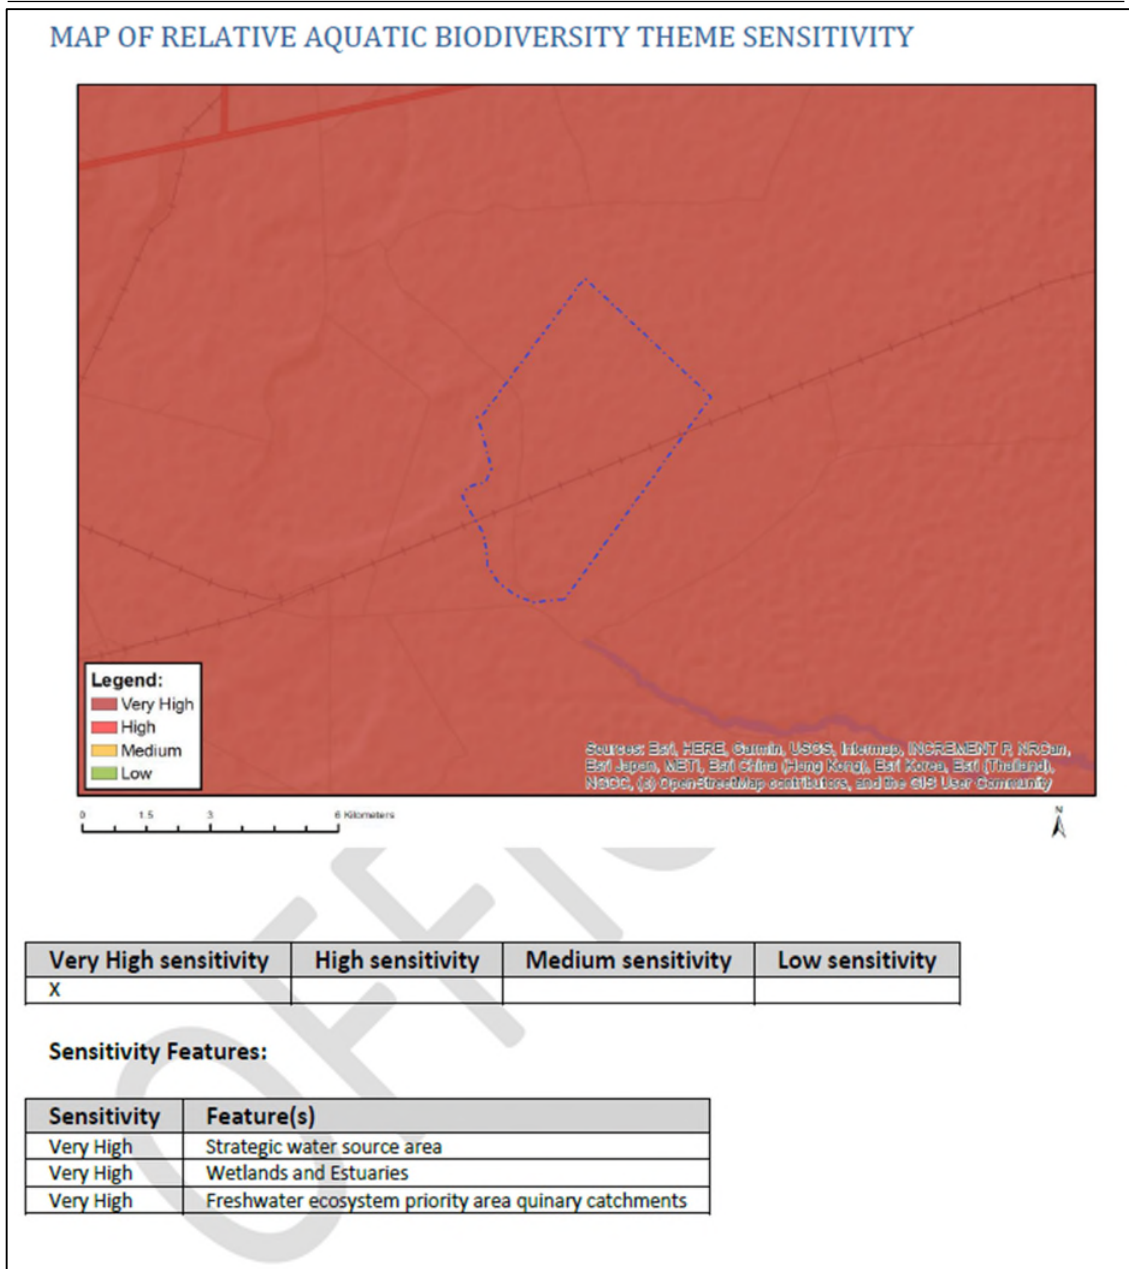 MAP OF RELATIVE AQUATIC BIODIVERSITY THEME SENSITIVITY
Legend:
Very High
High
Medium
Low
Sources: Esri, HERE, Garmin, USGS, Intermap, INCREMENT P, NRCan,
Esri Japan, METI, Esri China (Hong Kong), Esri Korea, Esri (Thailand),
NGCC, (c) OpenStreetMap contributors, and the GIS User Community
0 1.5 3 6 Kilometers
N
Very High sensitivity High sensitivity Medium sensitivity Low sensitivity
X
Sensitivity Features:
Sensitivity Feature(s)
Very High Strategic water source area
Very High Wetlands and Estuaries
Very High Freshwater ecosystem priority area quinary catchments
OFFIC